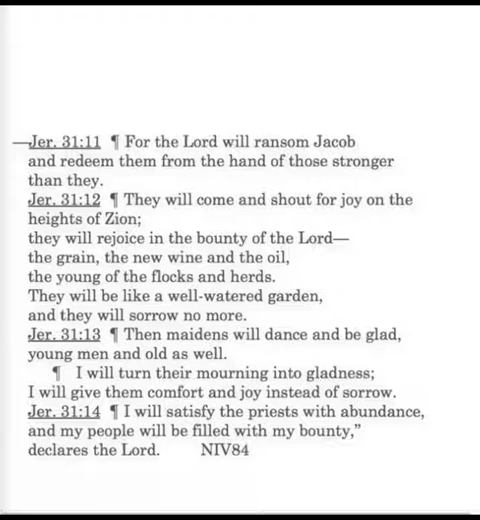 —Jer. 31:11 ¶ For the Lord will ransom Jacob
and redeem them from the hand of those stronger
than they.
Jer. 31:12 ¶ They will come and shout for joy on the
heights of Zion;
they will rejoice in the bounty of the Lord—
the grain, the new wine and the oil,
the young of the flocks and herds.
They will be like a well-watered garden,
and they will sorrow no more.
Jer. 31:13 ¶ Then maidens will dance and be glad,
young men and old as well.
¶ I will turn their mourning into gladness;
I will give them comfort and joy instead of sorrow.
Jer. 31:14 ¶ I will satisfy the priests with abundance,
and my people will be filled with my bounty,”
declares the Lord. NIV84